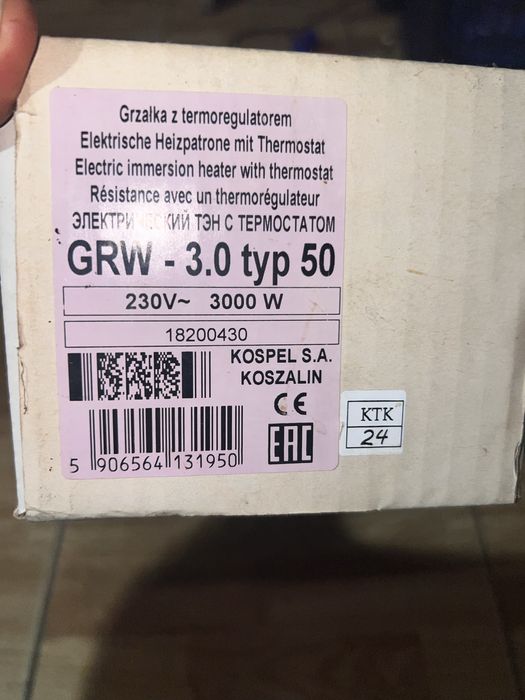 Grzałka z termoregulatorem
Elektrische Heizpatrone mit Thermostat
Electric immersion heater with thermostat
Résistance avec un thermorégulateur
ЭЛЕКТРИЧЕСКИЙ ТЭН С ТЕРМОСТАТОМ
GRW - 3.0 typ 50
230V~ 3000 W
18200430
KOSPEL S.A.
KOSZALIN
CE
EAC
5 906564 131950
KTK
24